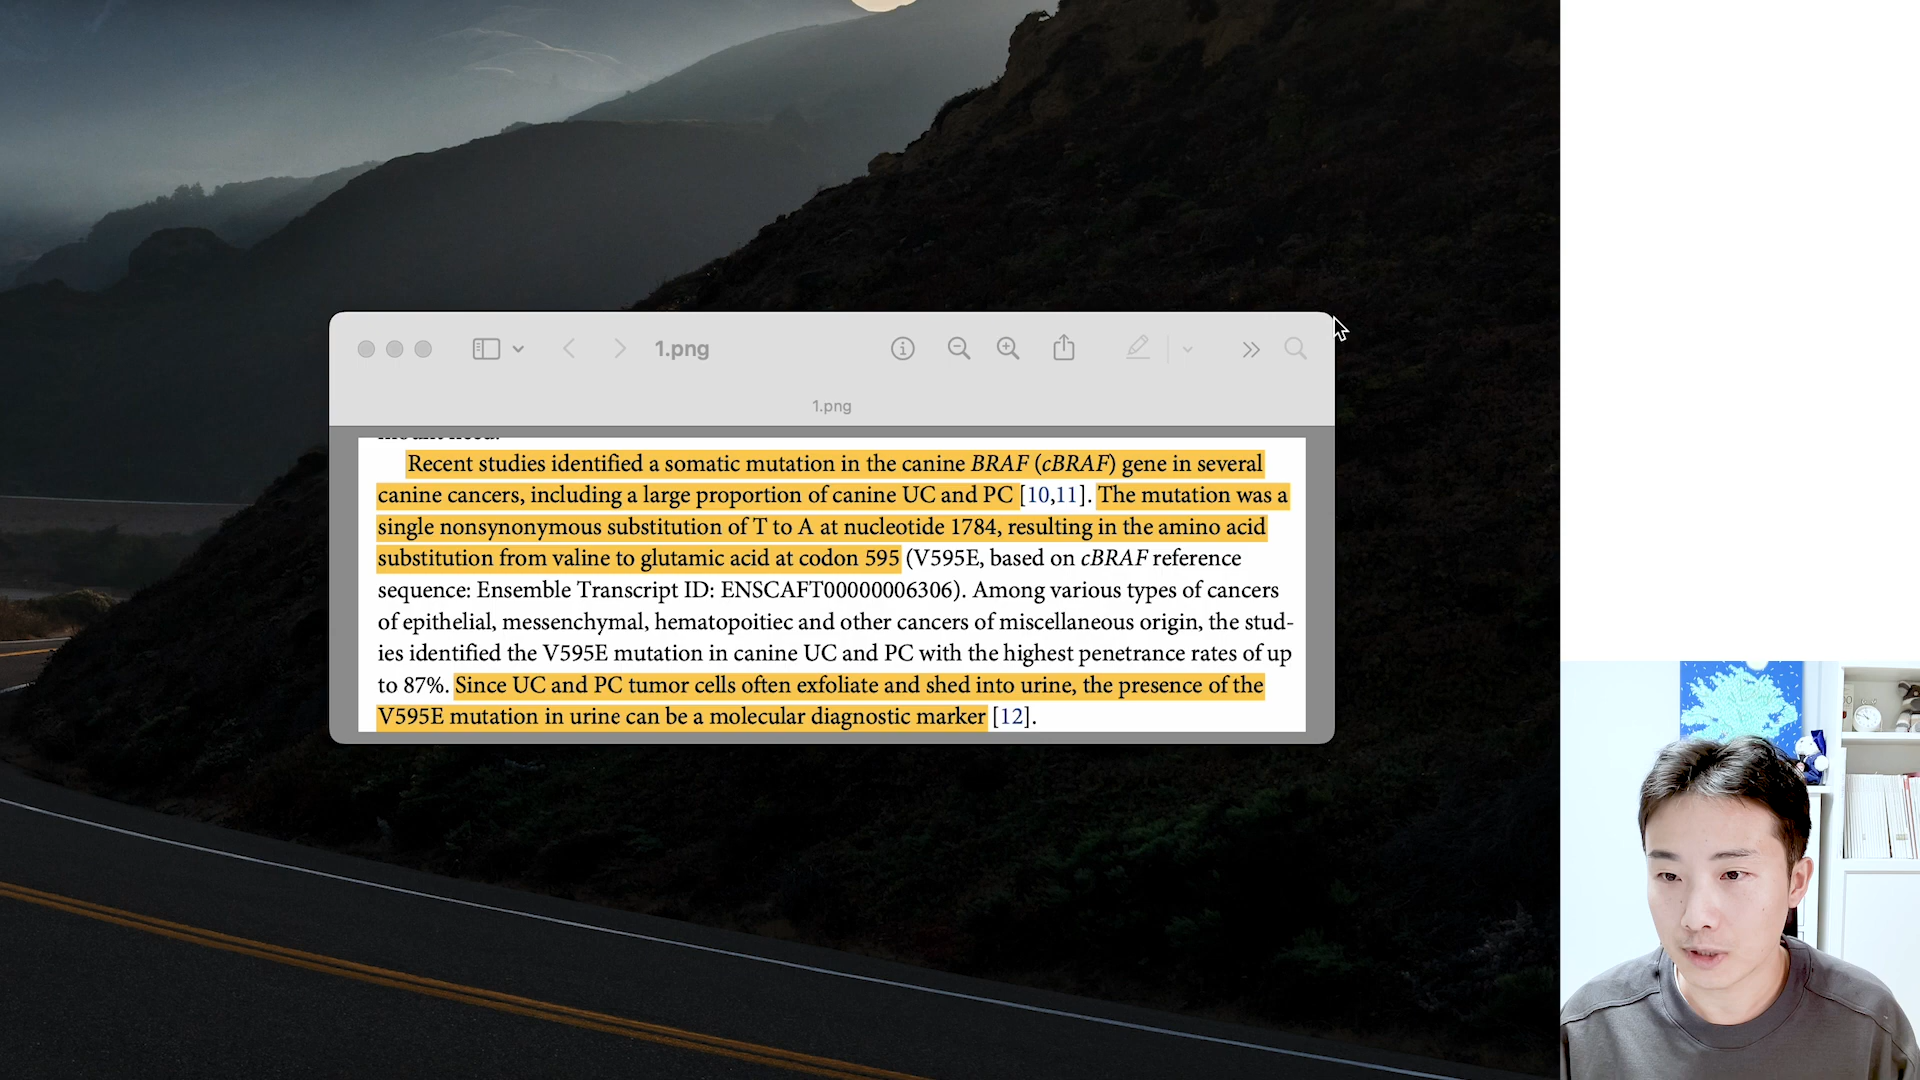 1.png
1.png
Recent studies identified a somatic mutation in the canine BRAF (cBRAF) gene in several
canine cancers, including a large proportion of canine UC and PC [10,11]. The mutation was a
single nonsynonymous substitution of T to A at nucleotide 1784, resulting in the amino acid
substitution from valine to glutamic acid at codon 595 (V595E, based on cBRAF reference
sequence: Ensemble Transcript ID: ENSCAFT00000006306). Among various types of cancers
of epithelial, messenchymal, hematopoitiec and other cancers of miscellaneous origin, the stud-
ies identified the V595E mutation in canine UC and PC with the highest penetrance rates of up
to 87%. Since UC and PC tumor cells often exfoliate and shed into urine, the presence of the
V595E mutation in urine can be a molecular diagnostic marker [12].